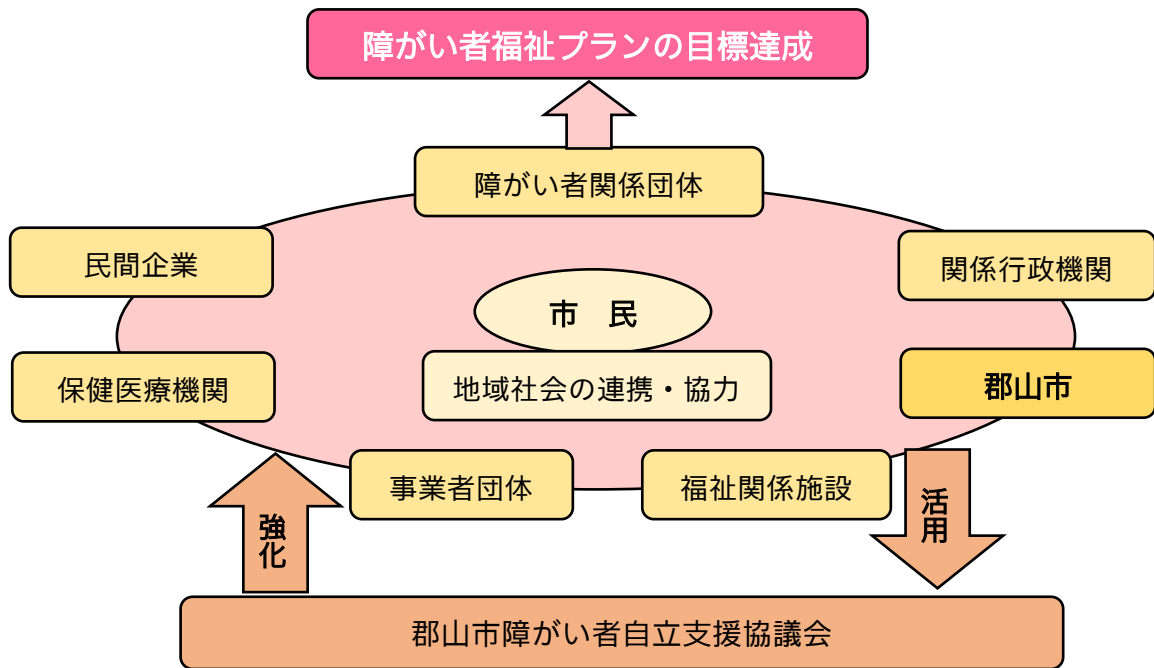 障がい者福祉プランの目標達成
障がい者関係団体
民間企業
関係行政機関
市　民
保健医療機関
地域社会の連携・協力
郡山市
事業者団体
福祉関係施設
強化
活用
郡山市障がい者自立支援協議会